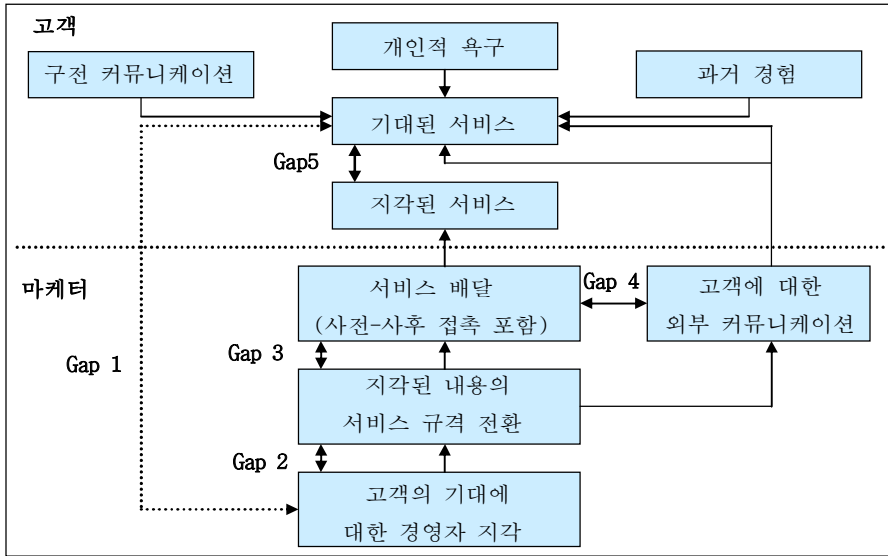 고객
개인적 욕구
구전 커뮤니케이션
과거 경험
기대된 서비스
Gap5
지각된 서비스
마케터
서비스 배달
(사전-사후 접촉 포함)
Gap 4
고객에 대한
외부 커뮤니케이션
Gap 1
Gap 3
지각된 내용의
서비스 규격 전환
Gap 2
고객의 기대에
대한 경영자 지각